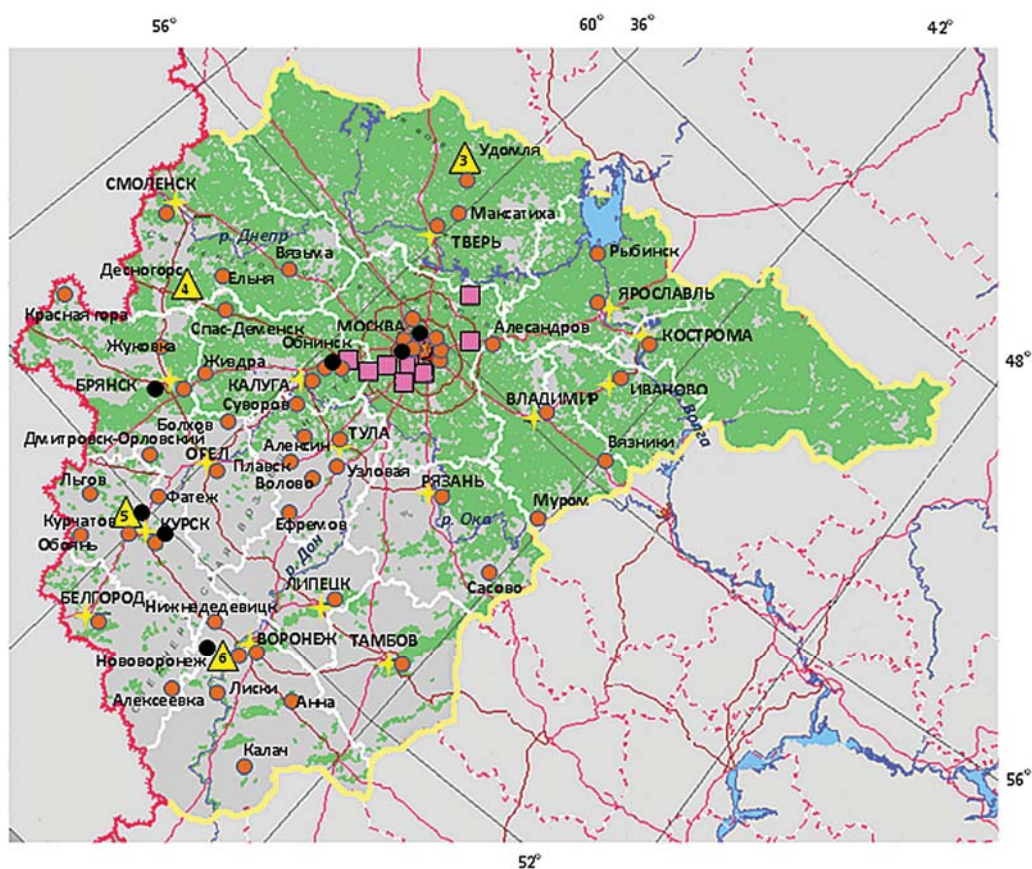 56°
60°
36°
42°
3
Удомля
СМОЛЕНСК
Максатиха
р. Днепр
ТВЕРЬ
Вязьма
Рыбинск
Десногорс
4
Ельня
Красная гора
ЯРОСЛАВЛЬ
Спас-Деменск
МОСКВА
Алесандров
КОСТРОМА
Жуковка
Обнинск
Жиздра
48°
БРЯНСК
КАЛУГА
ИВАНОВО
Суворов
ВЛАДИМИР
р. Волга
Болхов
Дмитровск-Орловский
Алексин
ТУЛА
ОРЕЛ
Вязники
Плавск
Узловая
Волово
Льгов
РЯЗАНЬ
Фатеж
Муром
5
Курчатов
КУРСК
Ефремов
р. Ока
Обоянь
р. Дон
ЛИПЕЦК
Сасово
БЕЛГОРОД
Нижнедевицк
ВОРОНЕЖ
ТАМБОВ
Нововоронеж
6
Алексеевка
Лиски
Анна
Калач
56°
52°